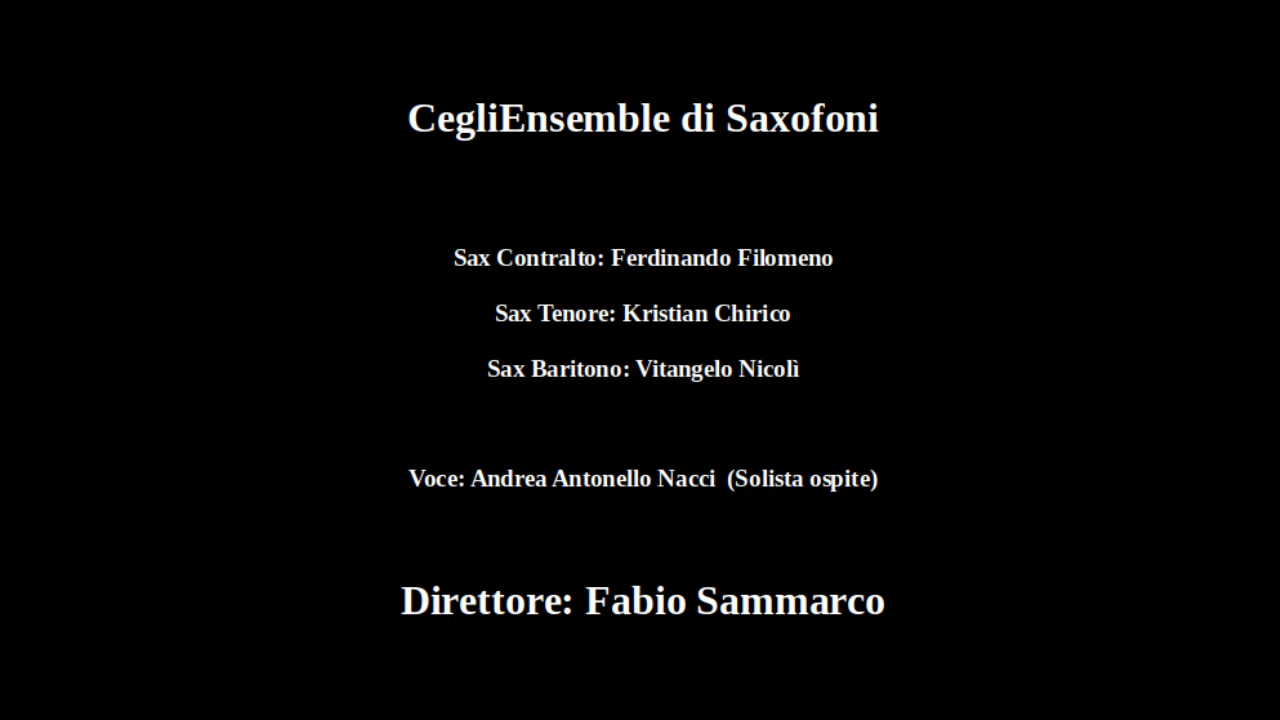 CegliEnsemble di Saxofoni
Sax Contralto: Ferdinando Filomeno
Sax Tenore: Kristian Chirico
Sax Baritono: Vitangelo Nicolì
Voce: Andrea Antonello Nacci (Solista ospite)
Direttore: Fabio Sammarco